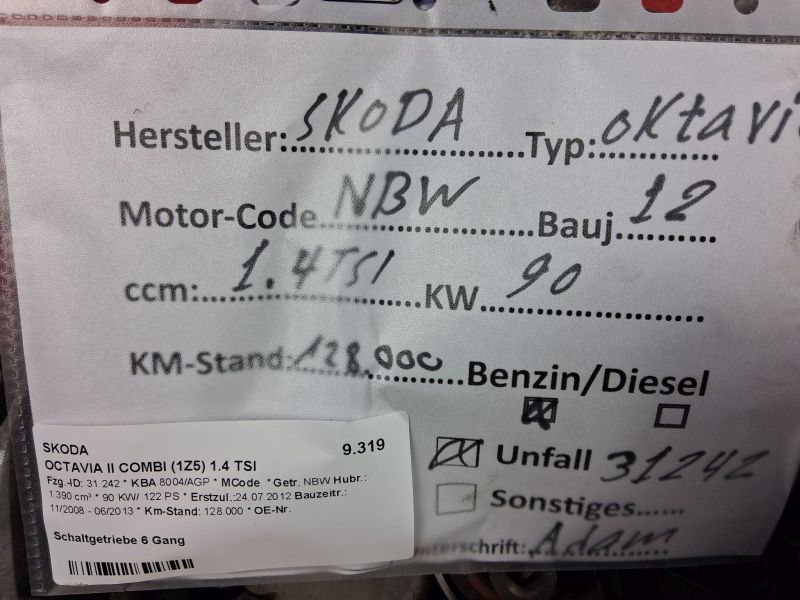 Hersteller: SKODA Typ: oktavi
Motor-Code NBW Bauj. 12
ccm: 1.4 TSI KW 90
KM-Stand: 128.000 Benzin/Diesel
Unfall 31242
Sonstiges......
Adam
SKODA 9.319
OCTAVIA II COMBI (1Z5) 1.4 TSI
Fzg.-ID: 31.242 * KBA 8004/AGP * MCode *Getr. NBW Hubr.:
1.390 cm³ * 90 KW/ 122 PS * Erstzul.:24.07.2012 Bauzeitr.:
11/2008 - 06/2013 * Km-Stand: 128.000 *OE-Nr.
Schaltgetriebe 6 Gang